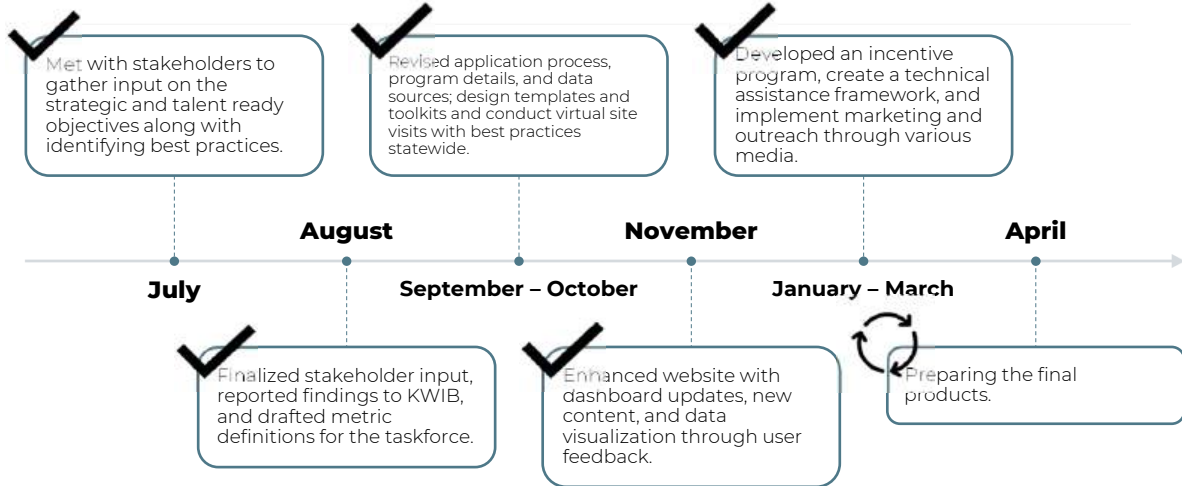 Met with stakeholders to
gather input on the
strategic and talent ready
objectives along with
identifying best practices.
Revised application process,
program details, and data
sources; design templates and
toolkits and conduct virtual site
visits with best practices
statewide.
Developed an incentive
program, create a technical
assistance framework, and
implement marketing and
outreach through various
media.
August
November
April
July
September – October
January – March
Finalized stakeholder input,
reported findings to KWIB,
and drafted metric
definitions for the taskforce.
Enhanced website with
dashboard updates, new
content, and data
visualization through user
feedback.
Preparing the final
products.